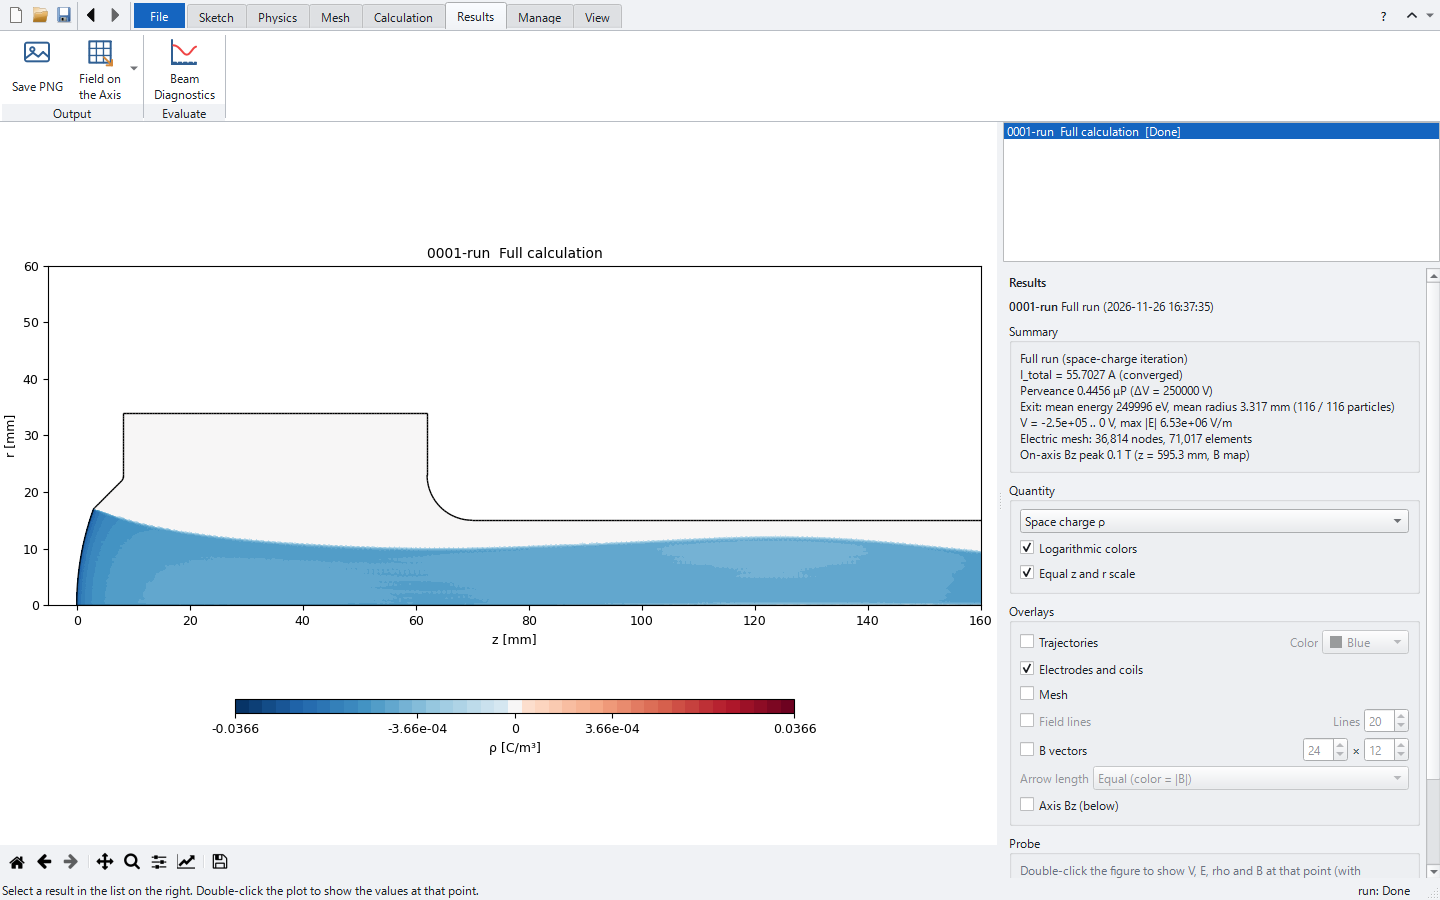 File
Sketch
Physics
Mesh
Calculation
Results
Manage
View
?
Save PNG
Field on
the Axis
Beam
Diagnostics
Output
Evaluate
0001-run  Full calculation  [Done]
0001-run  Full calculation
60
50
40
30
20
10
0
r [mm]
0
20
40
60
80
100
120
140
160
z [mm]
-0.0366
-3.66e-04
0
3.66e-04
0.0366
ρ [C/m³]
Results
0001-run Full run (2026-11-26 16:37:35)
Summary
Full run (space-charge iteration)
I_total = 55.7027 A (converged)
Perveance 0.4456 µP (ΔV = 250000 V)
Exit: mean energy 249996 eV, mean radius 3.317 mm (116 / 116 particles)
V = -2.5e+05 .. 0 V, max |E| 6.53e+06 V/m
Electric mesh: 36,814 nodes, 71,017 elements
On-axis Bz peak 0.1 T (z = 595.3 mm, B map)
Quantity
Space charge ρ
Logarithmic colors
Equal z and r scale
Overlays
Trajectories
Color
Blue
Electrodes and coils
Mesh
Field lines
Lines
20
B vectors
24
×
12
Arrow length
Equal (color = |B|)
Axis Bz (below)
Probe
Double-click the figure to show V, E, rho and B at that point (with
Select a result in the list on the right. Double-click the plot to show the values at that point.
run: Done